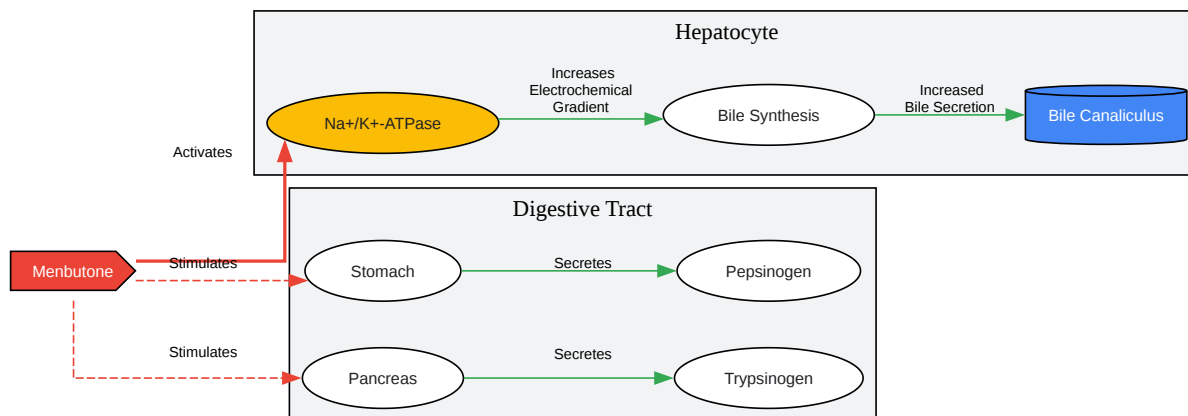 Hepatocyte
Increases
Electrochemical
Gradient
Increased
Bile Secretion
Na+/K+-ATPase
Bile Synthesis
Bile Canaliculus
Activates
Digestive Tract
Menbutone
Stimulates
Stomach
Secretes
Pepsinogen
Stimulates
Pancreas
Secretes
Trypsinogen